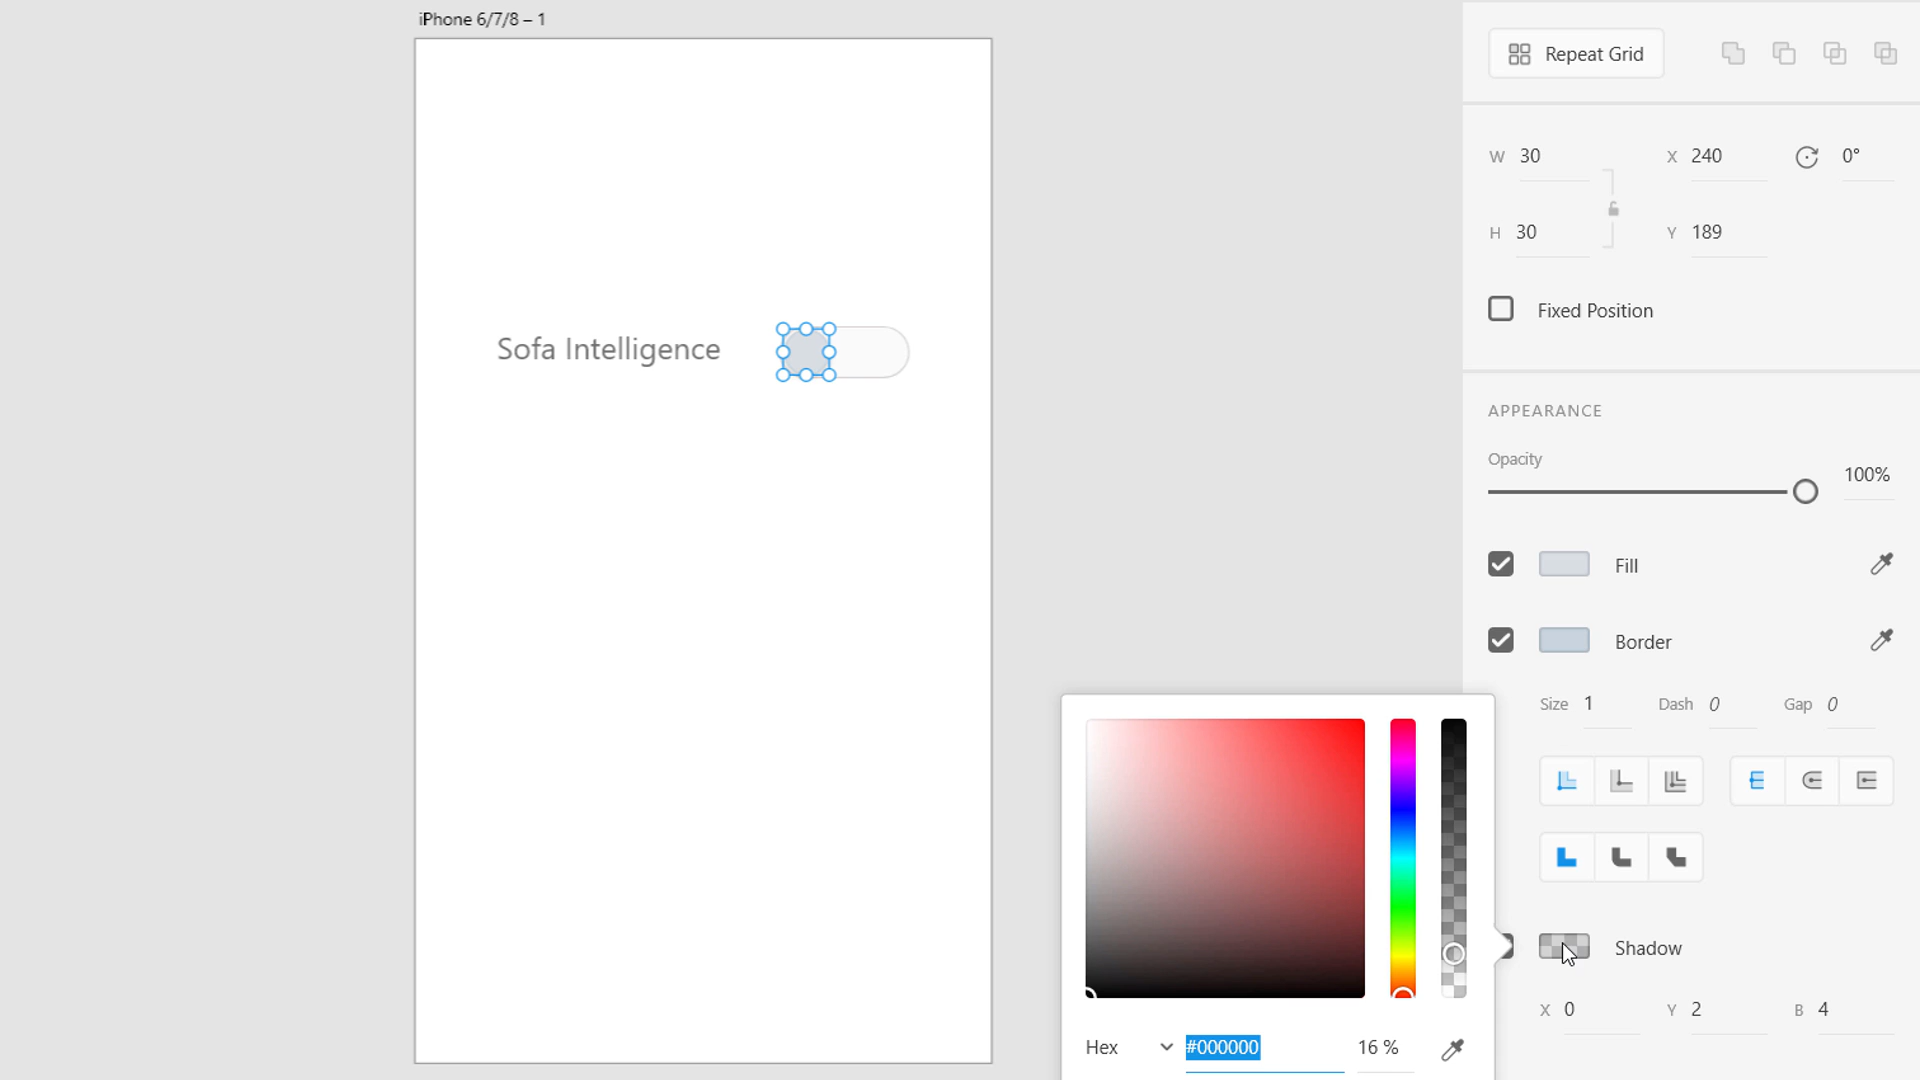 iPhone 6/7/8 – 1
Repeat Grid
W 30 X 240 0°
H 30 Y 189
Fixed Position
Sofa Intelligence
APPEARANCE
Opacity
100%
Fill
Border
Size 1 Dash 0 Gap 0
Shadow
X 0 Y 2 B 4
Hex #000000 16 %